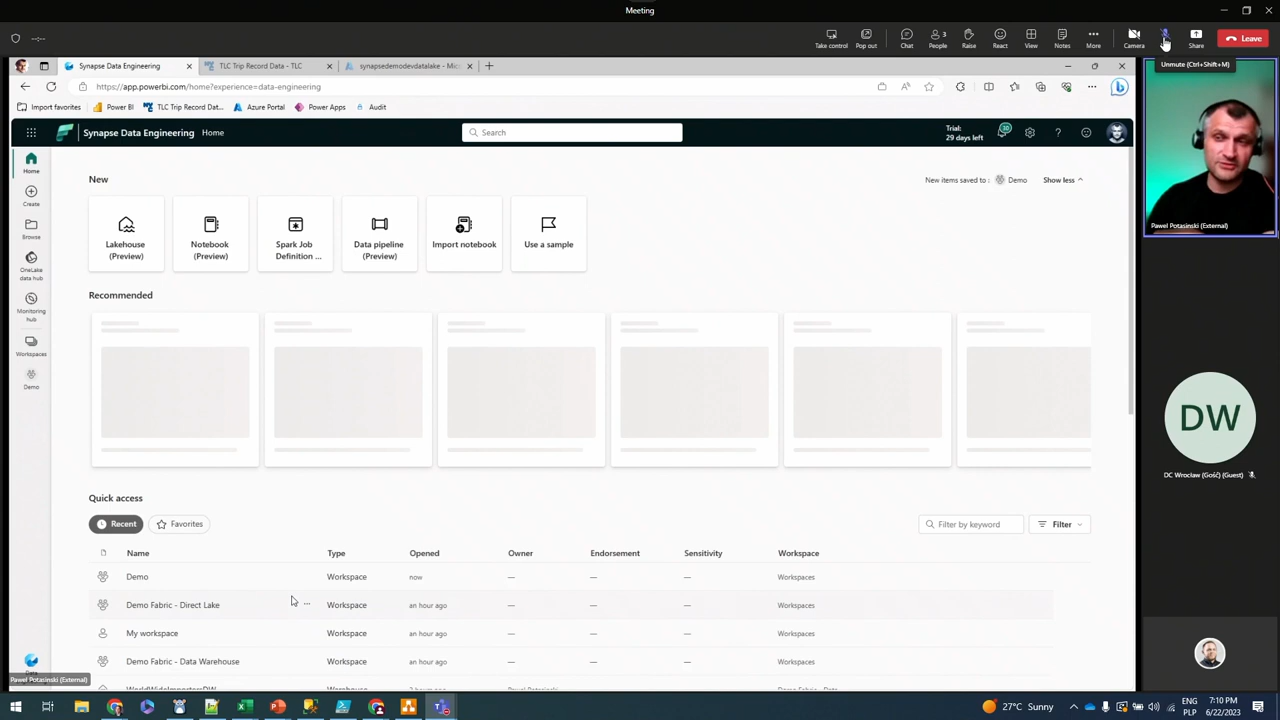 Meeting
-:--
Take control
Pop out
Chat
3
People
Raise
React
View
Notes
More
Camera
Share
Leave
Unmute (Ctrl+Shift+M)
Synapse Data Engineering
TLC Trip Record Data - TLC
synapsedemodevdatalake - Mic
https://app.powerbi.com/home?experience=data-engineering
Import favorites
Power BI
TLC Trip Record Dat...
Azure Portal
Power Apps
Audit
Synapse Data Engineering
Home
Search
Trial:
29 days left
Home
Create
Browse
OneLake
data hub
Monitoring
hub
Workspaces
Demo
New
New items saved to :
Demo
Show less
Lakehouse
(Preview)
Notebook
(Preview)
Spark Job
Definition ...
Data pipeline
(Preview)
Import notebook
Use a sample
Recommended
Quick access
Recent
Favorites
Filter by keyword
Filter
Name Type Opened Owner Endorsement Sensitivity Workspace
Demo Workspace now — — — Workspaces
Demo Fabric - Direct Lake ... Workspace an hour ago — — — Workspaces
My workspace Workspace an hour ago — — — Workspaces
Demo Fabric - Data Warehouse Workspace an hour ago — — — Workspaces
Pawel Potasinski (External)
Pawel Potasinski (External)
DW
DC Wrocław (Gość) (Guest)
27°C Sunny
ENG
PLP
7:10 PM
6/22/2023